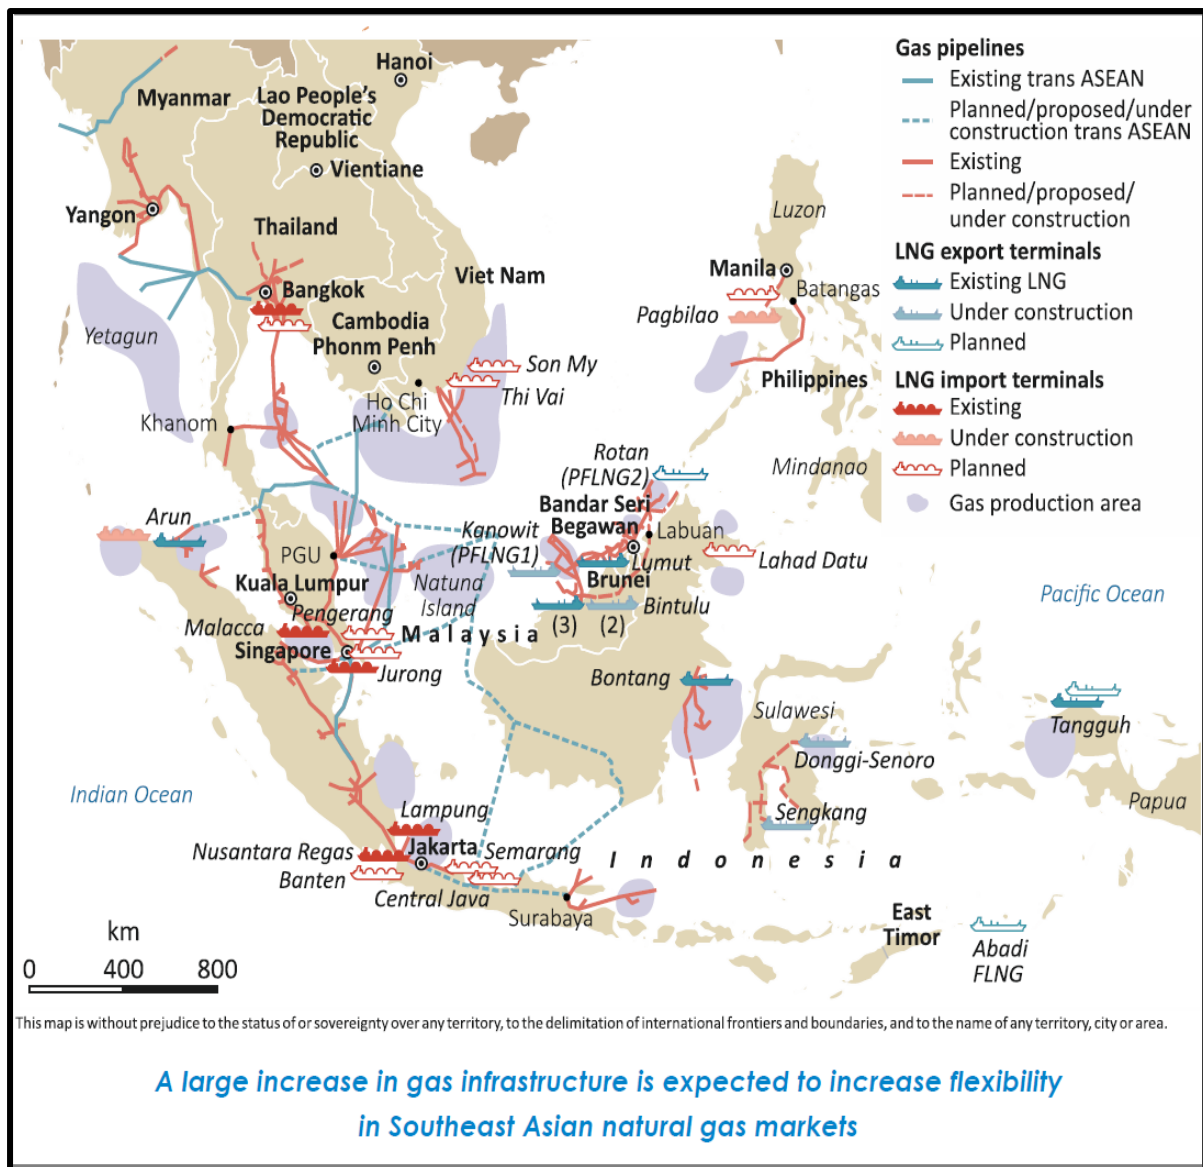 Hanoi
Myanmar
Lao People's
Democratic
Republic
Vientiane
Yangon
Thailand
Bangkok
Viet Nam
Cambodia
Phonm Penh
Yetagun
Son My
Thi Vai
Ho Chi
Minh City
Khanom
Luzon
Manila
Batangas
Pagbilao
Philippines
Mindanao
Gas pipelines
Existing trans ASEAN
Planned/proposed/under
construction trans ASEAN
Existing
Planned/proposed/
under construction
LNG export terminals
Existing LNG
Under construction
Planned
LNG import terminals
Existing
Under construction
Planned
Gas production area
Rotan
(PFLNG2)
Bandar Seri
Begawan
Kanowit
(PFLNG1)
Labuan
Lumut
Brunei
Lahad Datu
Bintulu
(3)
(2)
Arun
PGU
Kuala Lumpur
Natuna
Island
Pengerang
Malacca
Malaysia
Singapore
Jurong
Pacific Ocean
Bontang
Sulawesi
Tangguh
Donggi-Senoro
Sengkang
Papua
Indian Ocean
Lampung
Nusantara Regas
Jakarta
Semarang
Banten
Central Java
Surabaya
Indonesia
East
Timor
Abadi
FLNG
km
0 400 800
This map is without prejudice to the status of or sovereignty over any territory, to the delimitation of international frontiers and boundaries, and to the name of any territory, city or area.
A large increase in gas infrastructure is expected to increase flexibility
in Southeast Asian natural gas markets